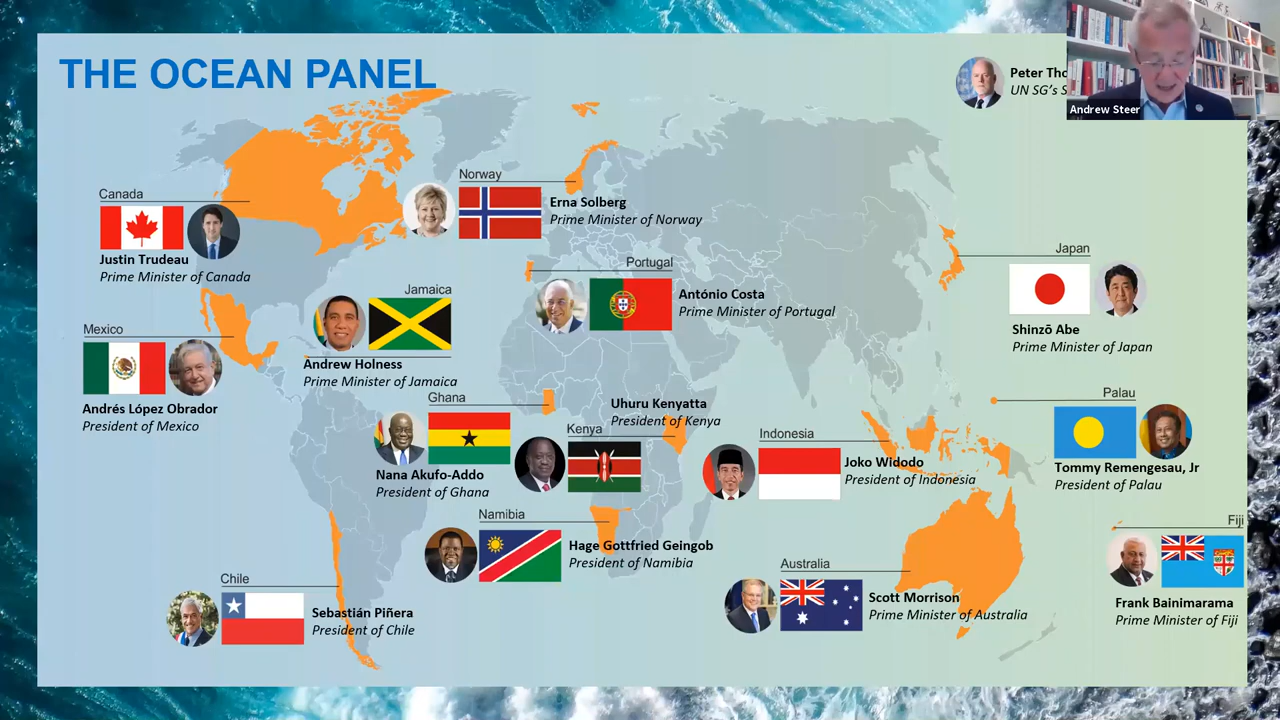 THE OCEAN PANEL
Peter
UN SG's
Andrew Steer
Canada
Justin Trudeau
Prime Minister of Canada
Norway
Erna Solberg
Prime Minister of Norway
Portugal
António Costa
Prime Minister of Portugal
Japan
Shinzō Abe
Prime Minister of Japan
Jamaica
Andrew Holness
Prime Minister of Jamaica
Mexico
Andrés López Obrador
President of Mexico
Ghana
Nana Akufo-Addo
President of Ghana
Uhuru Kenyatta
President of Kenya
Kenya
Indonesia
Joko Widodo
President of Indonesia
Palau
Tommy Remengesau, Jr
President of Palau
Namibia
Hage Gottfried Geingob
President of Namibia
Fiji
Frank Bainimarama
Prime Minister of Fiji
Australia
Scott Morrison
Prime Minister of Australia
Chile
Sebastián Piñera
President of Chile